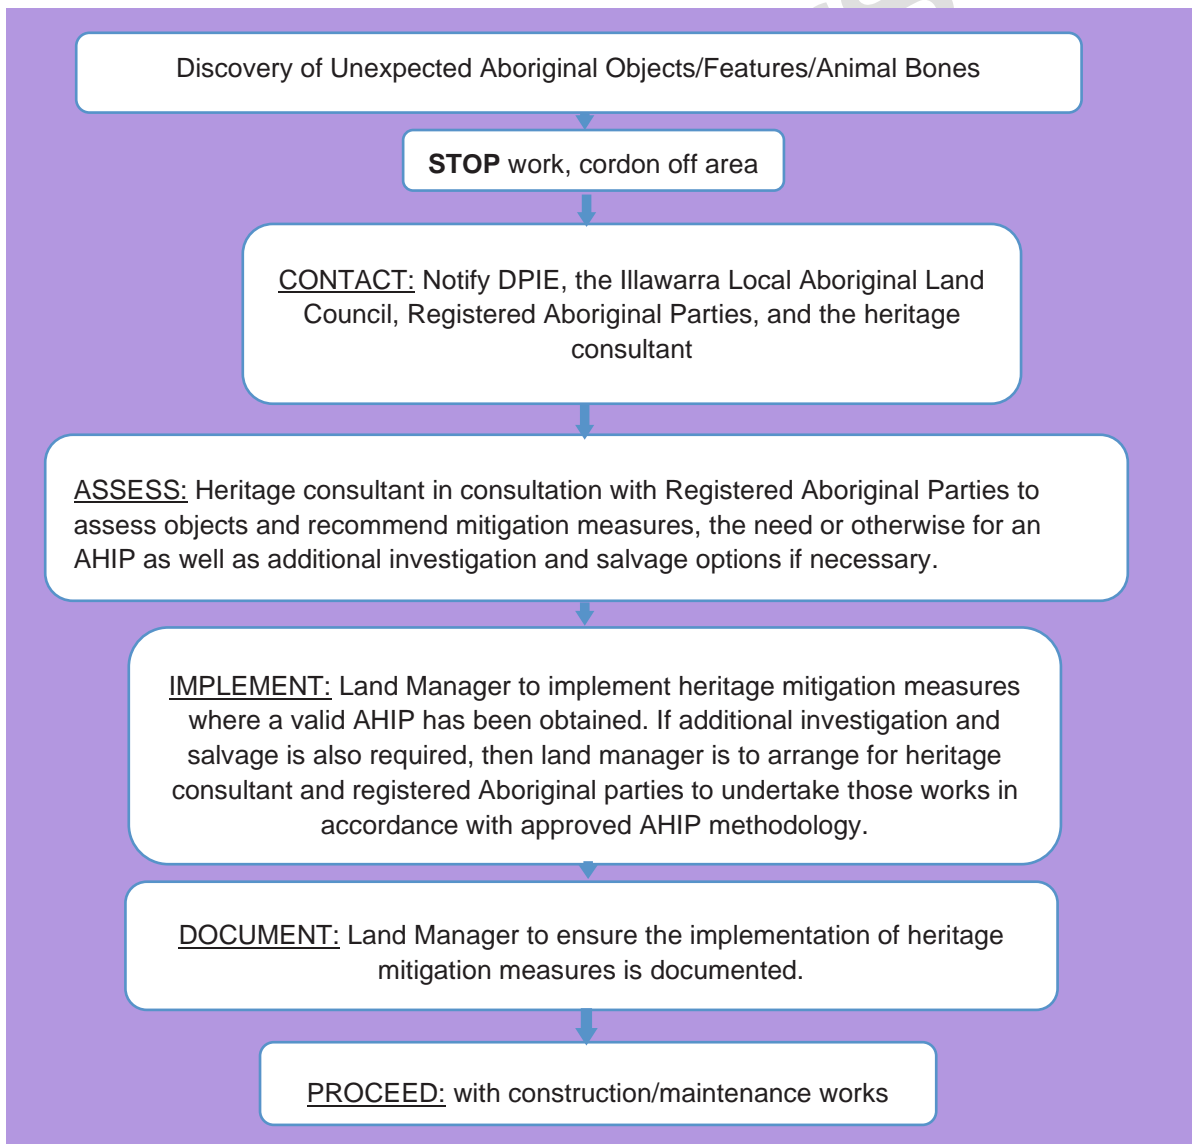 Discovery of Unexpected Aboriginal Objects/Features/Animal Bones
STOP work, cordon off area
CONTACT: Notify DPIE, the Illawarra Local Aboriginal Land
Council, Registered Aboriginal Parties, and the heritage
consultant
ASSESS: Heritage consultant in consultation with Registered Aboriginal Parties to
assess objects and recommend mitigation measures, the need or otherwise for an
AHIP as well as additional investigation and salvage options if necessary.
IMPLEMENT: Land Manager to implement heritage mitigation measures
where a valid AHIP has been obtained. If additional investigation and
salvage is also required, then land manager is to arrange for heritage
consultant and registered Aboriginal parties to undertake those works in
accordance with approved AHIP methodology.
DOCUMENT: Land Manager to ensure the implementation of heritage
mitigation measures is documented.
PROCEED: with construction/maintenance works